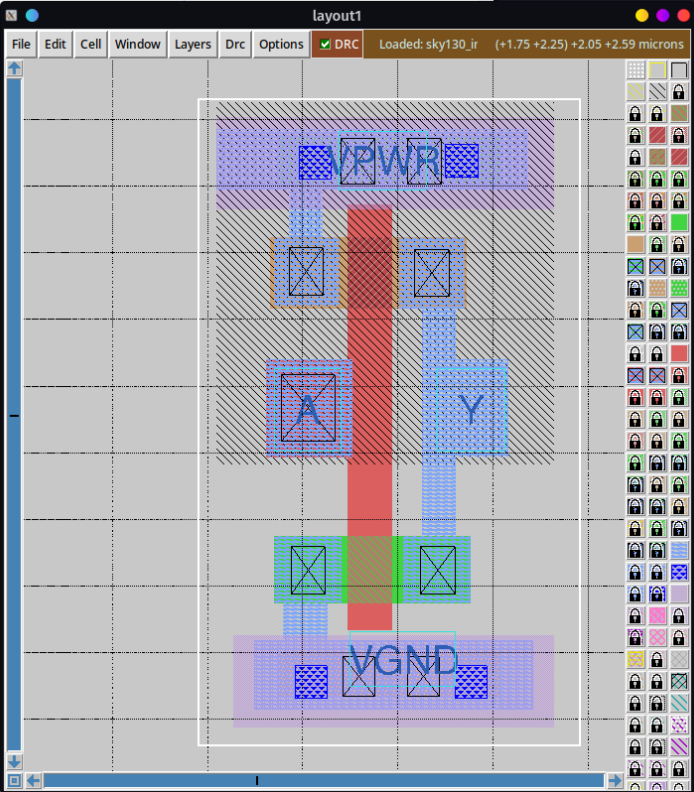 layout1
File Edit Cell Window Layers Drc Options DRC Loaded: sky130_ir (+1.75 +2.25) +2.05 +2.59 microns
VPWR
A Y
VGND